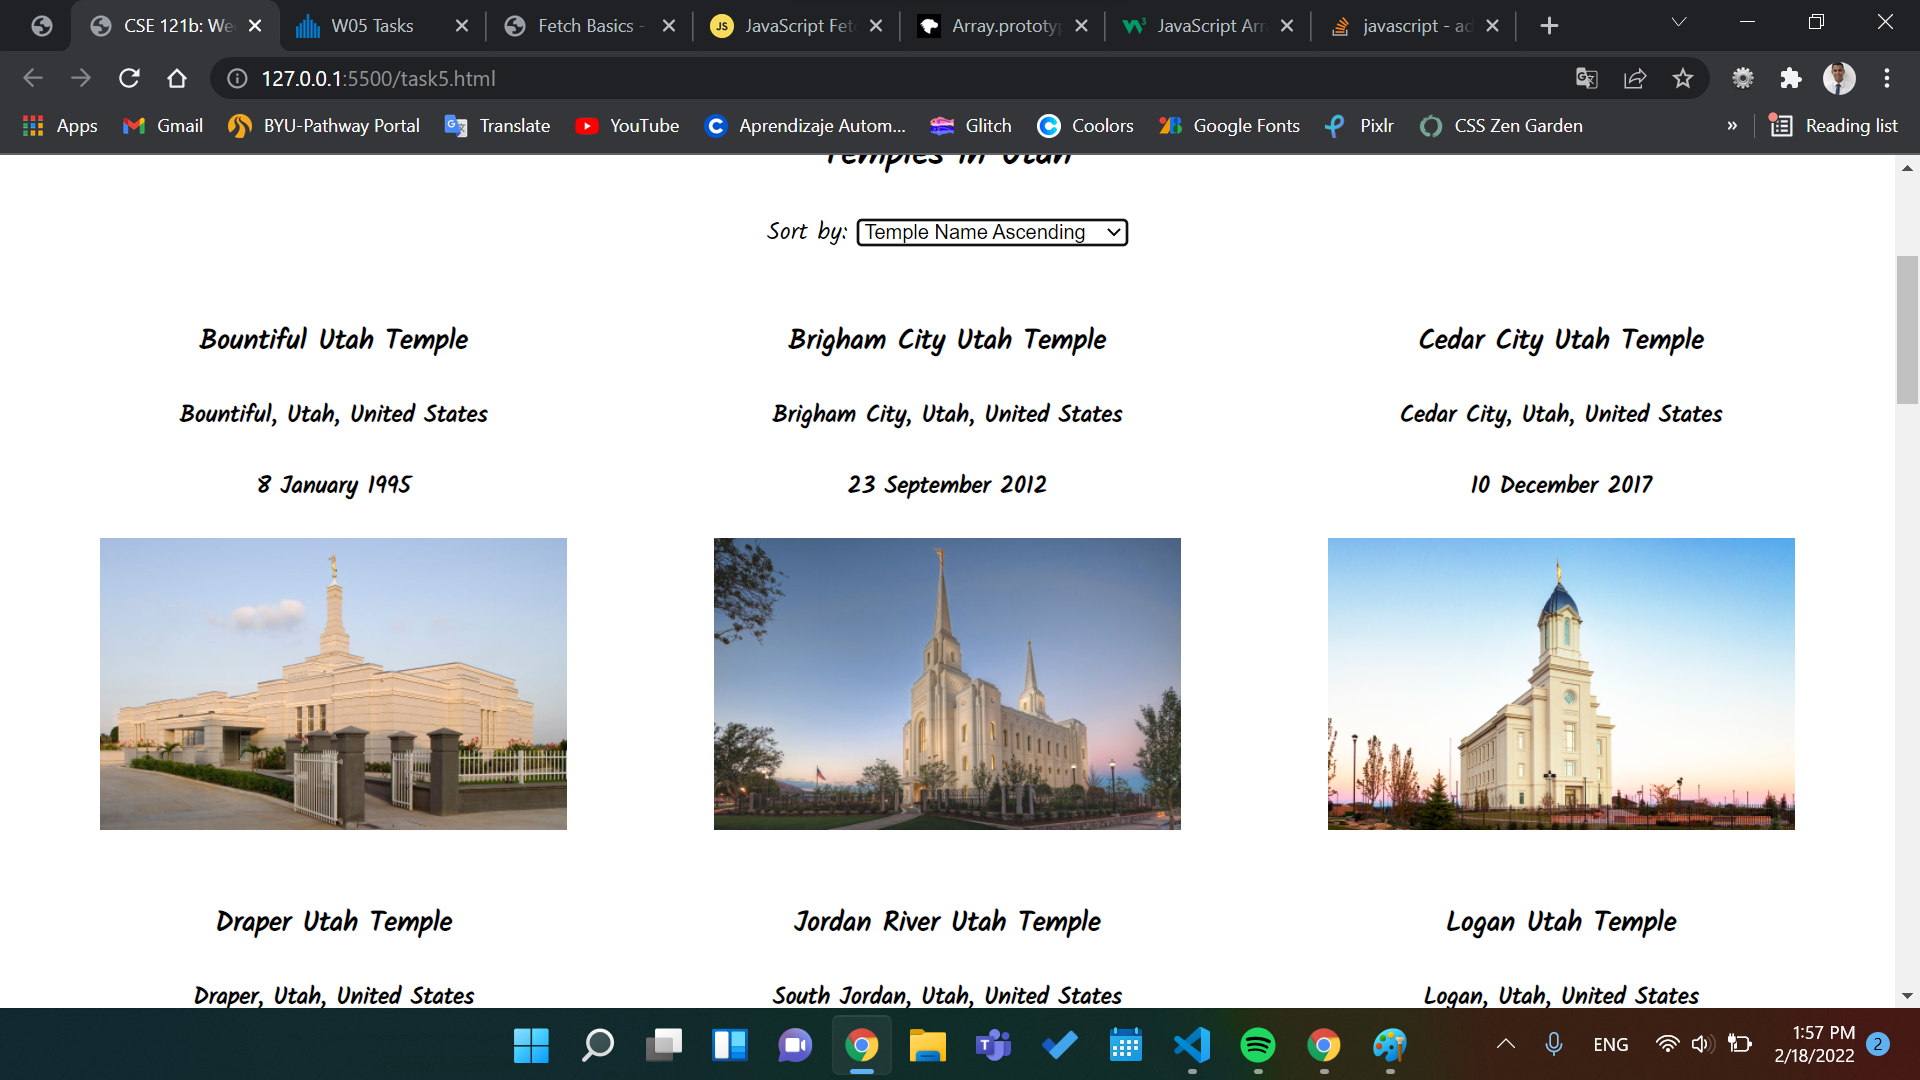 CSE 121b: We
W05 Tasks
Fetch Basics -
JavaScript Fet
Array.prototyp
JavaScript Arr
javascript - ad
127.0.0.1:5500/task5.html
Apps
Gmail
BYU-Pathway Portal
Translate
YouTube
Aprendizaje Autom...
Glitch
Coolors
Google Fonts
Pixlr
CSS Zen Garden
»
Reading list
Temples in Utah
Sort by: Temple Name Ascending
Bountiful Utah Temple
Bountiful, Utah, United States
8 January 1995
Brigham City Utah Temple
Brigham City, Utah, United States
23 September 2012
Cedar City Utah Temple
Cedar City, Utah, United States
10 December 2017
Draper Utah Temple
Draper, Utah, United States
Jordan River Utah Temple
South Jordan, Utah, United States
Logan Utah Temple
Logan, Utah, United States
ENG
1:57 PM
2/18/2022
2